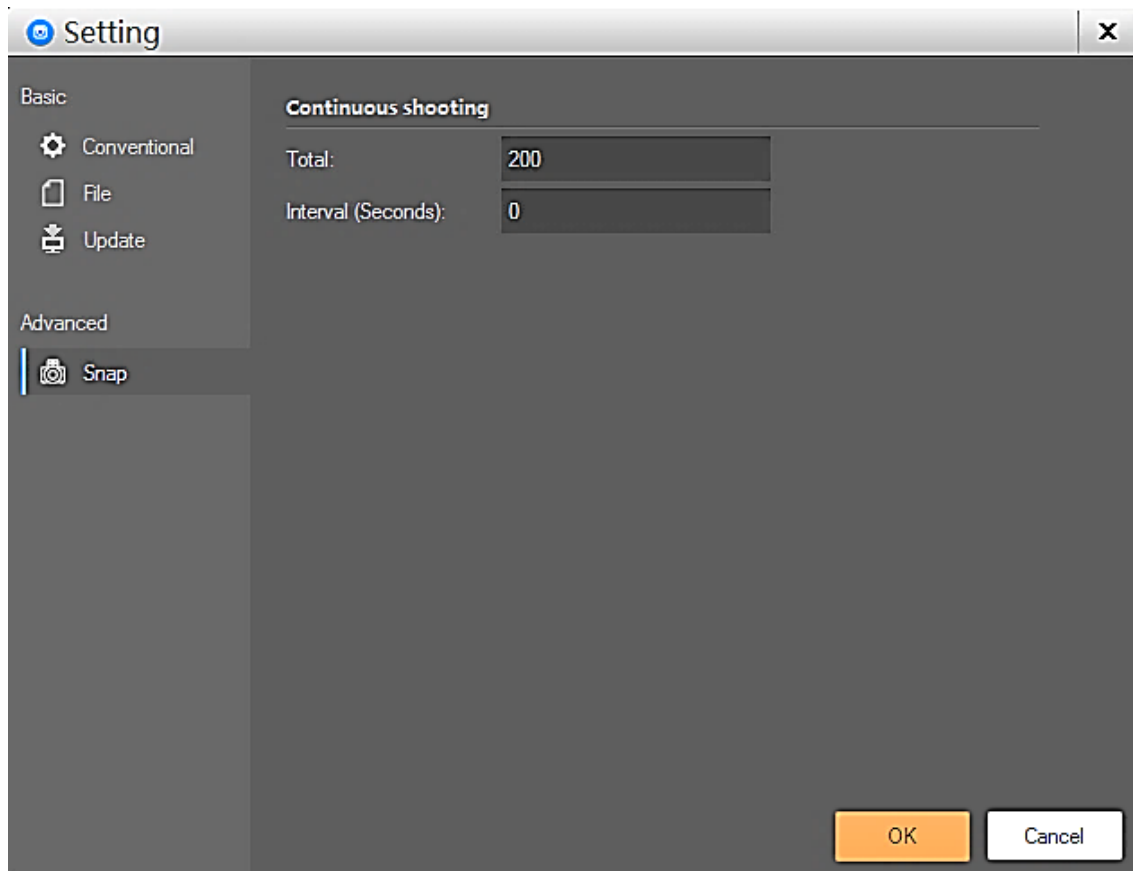 Setting
Basic
Conventional
File
Update
Advanced
Snap
Continuous shooting
Total: 200
Interval (Seconds): 0
OK Cancel